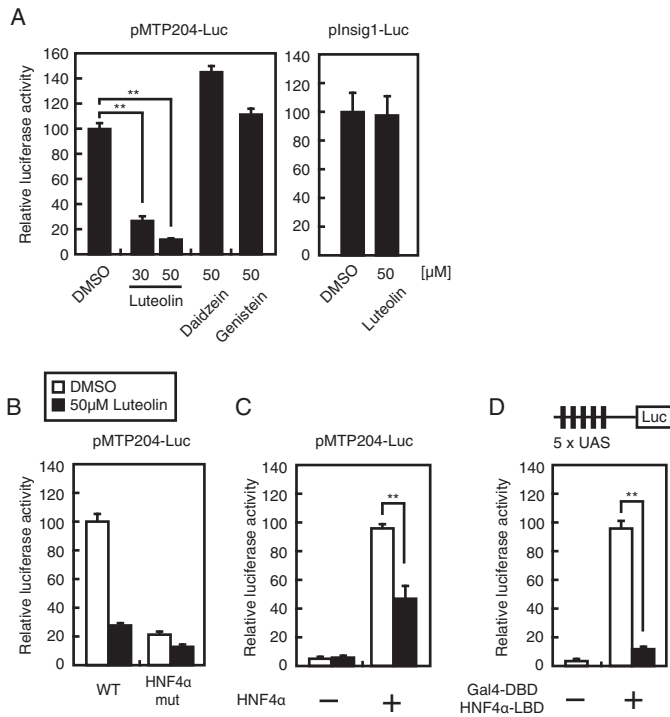 A
pMTP204-Luc
pInsig1-Luc
Relative luciferase activity
160
140
120
100
80
60
40
20
0
**
**
DMSO
30
50
Luteolin
50
Daidzein
50
Genistein
140
120
100
80
60
40
20
0
DMSO
50
Luteolin
[µM]
DMSO
50µM Luteolin
B
pMTP204-Luc
Relative luciferase activity
140
120
100
80
60
40
20
0
WT
HNF4α
mut
C
pMTP204-Luc
Relative luciferase activity
140
120
100
80
60
40
20
0
**
HNF4α
−
+
D
Luc
5 x UAS
Relative luciferase activity
140
120
100
80
60
40
20
0
**
Gal4-DBD
HNF4α-LBD
−
+